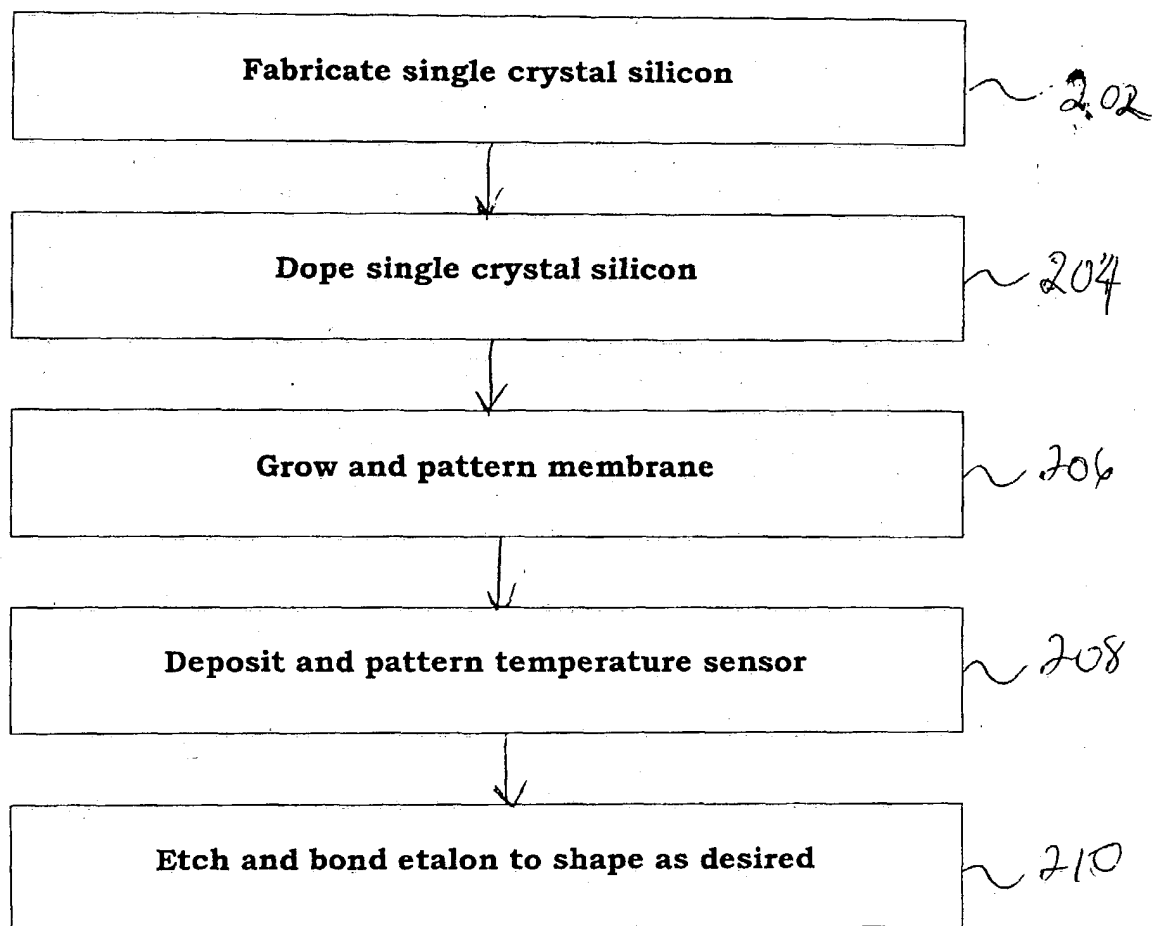 Fabricate single crystal silicon
202
Dope single crystal silicon
204
Grow and pattern membrane
206
Deposit and pattern temperature sensor
208
Etch and bond etalon to shape as desired
210